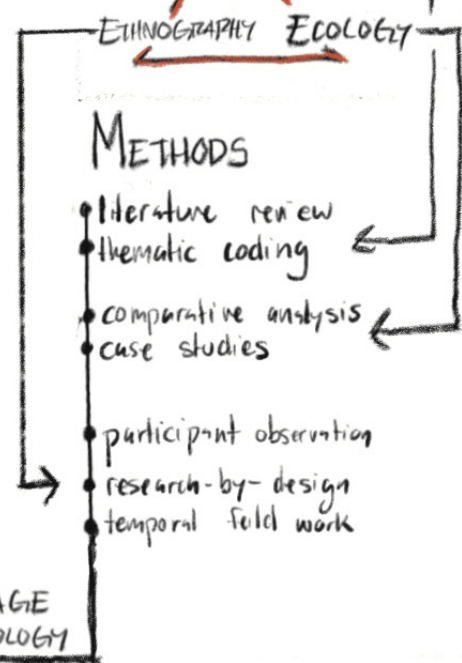 ETHNOGRAPHY ECOLOGY
METHODS
literature review
thematic coding
comparative analysis
case studies
participant observation
research-by-design
temporal field work
AGE
OLOGY